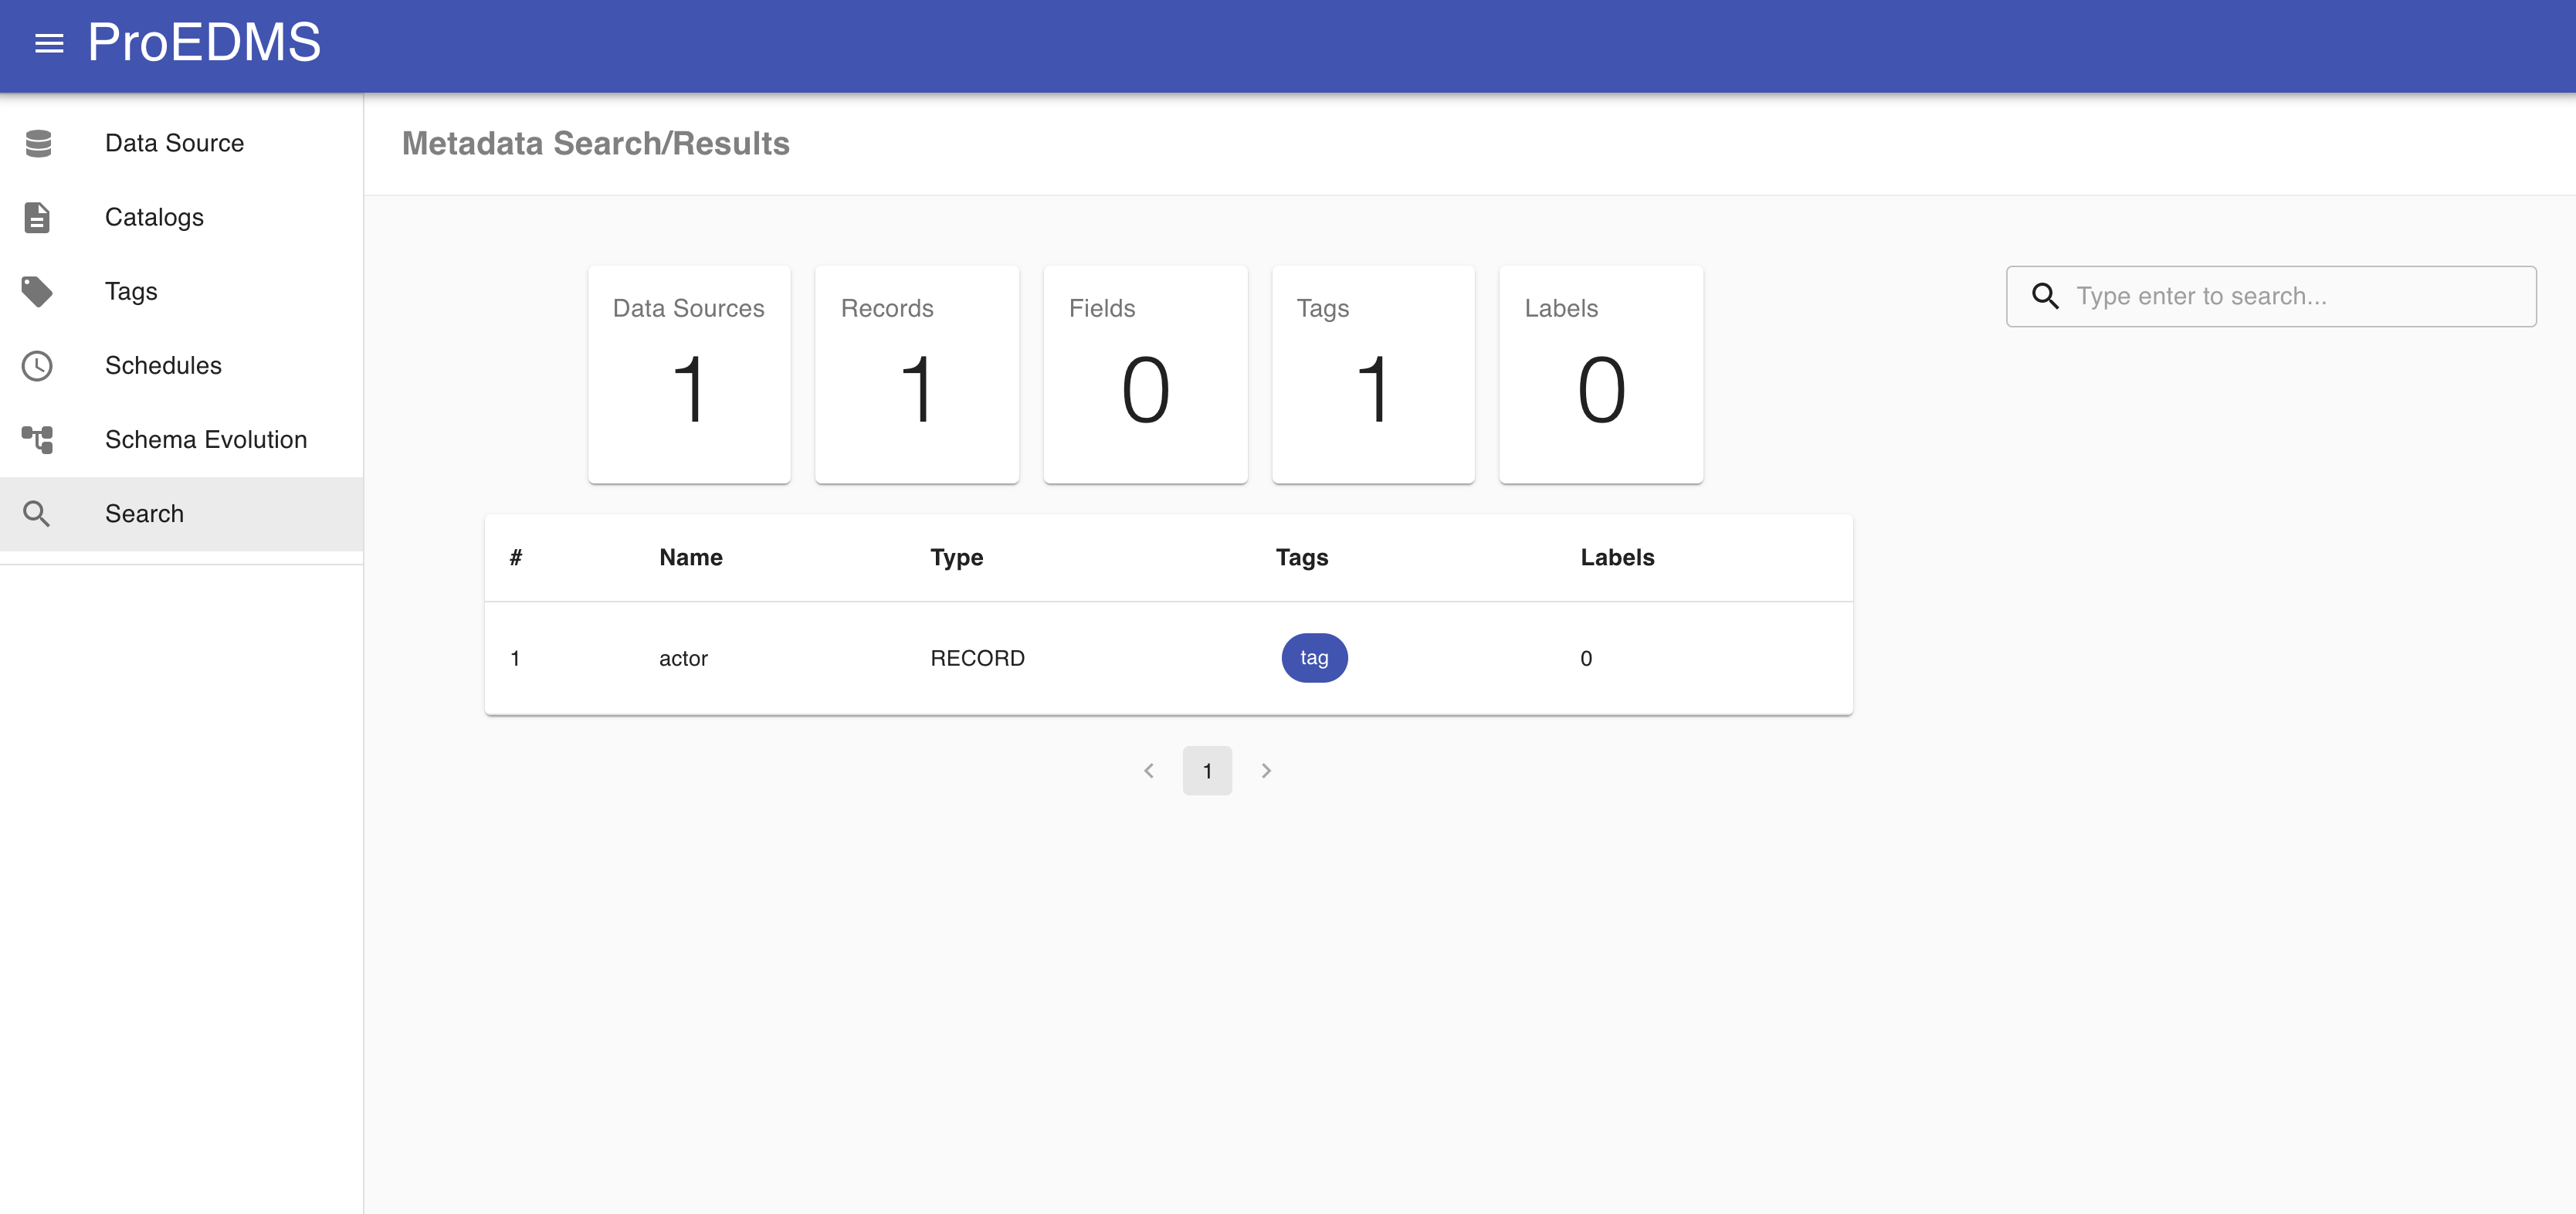 ProEDMS
Data Source
Catalogs
Tags
Schedules
Schema Evolution
Search
Metadata Search/Results
Data Sources
1
Records
1
Fields
0
Tags
1
Labels
0
Type enter to search...
# Name Type Tags Labels
1 actor RECORD tag 0
1